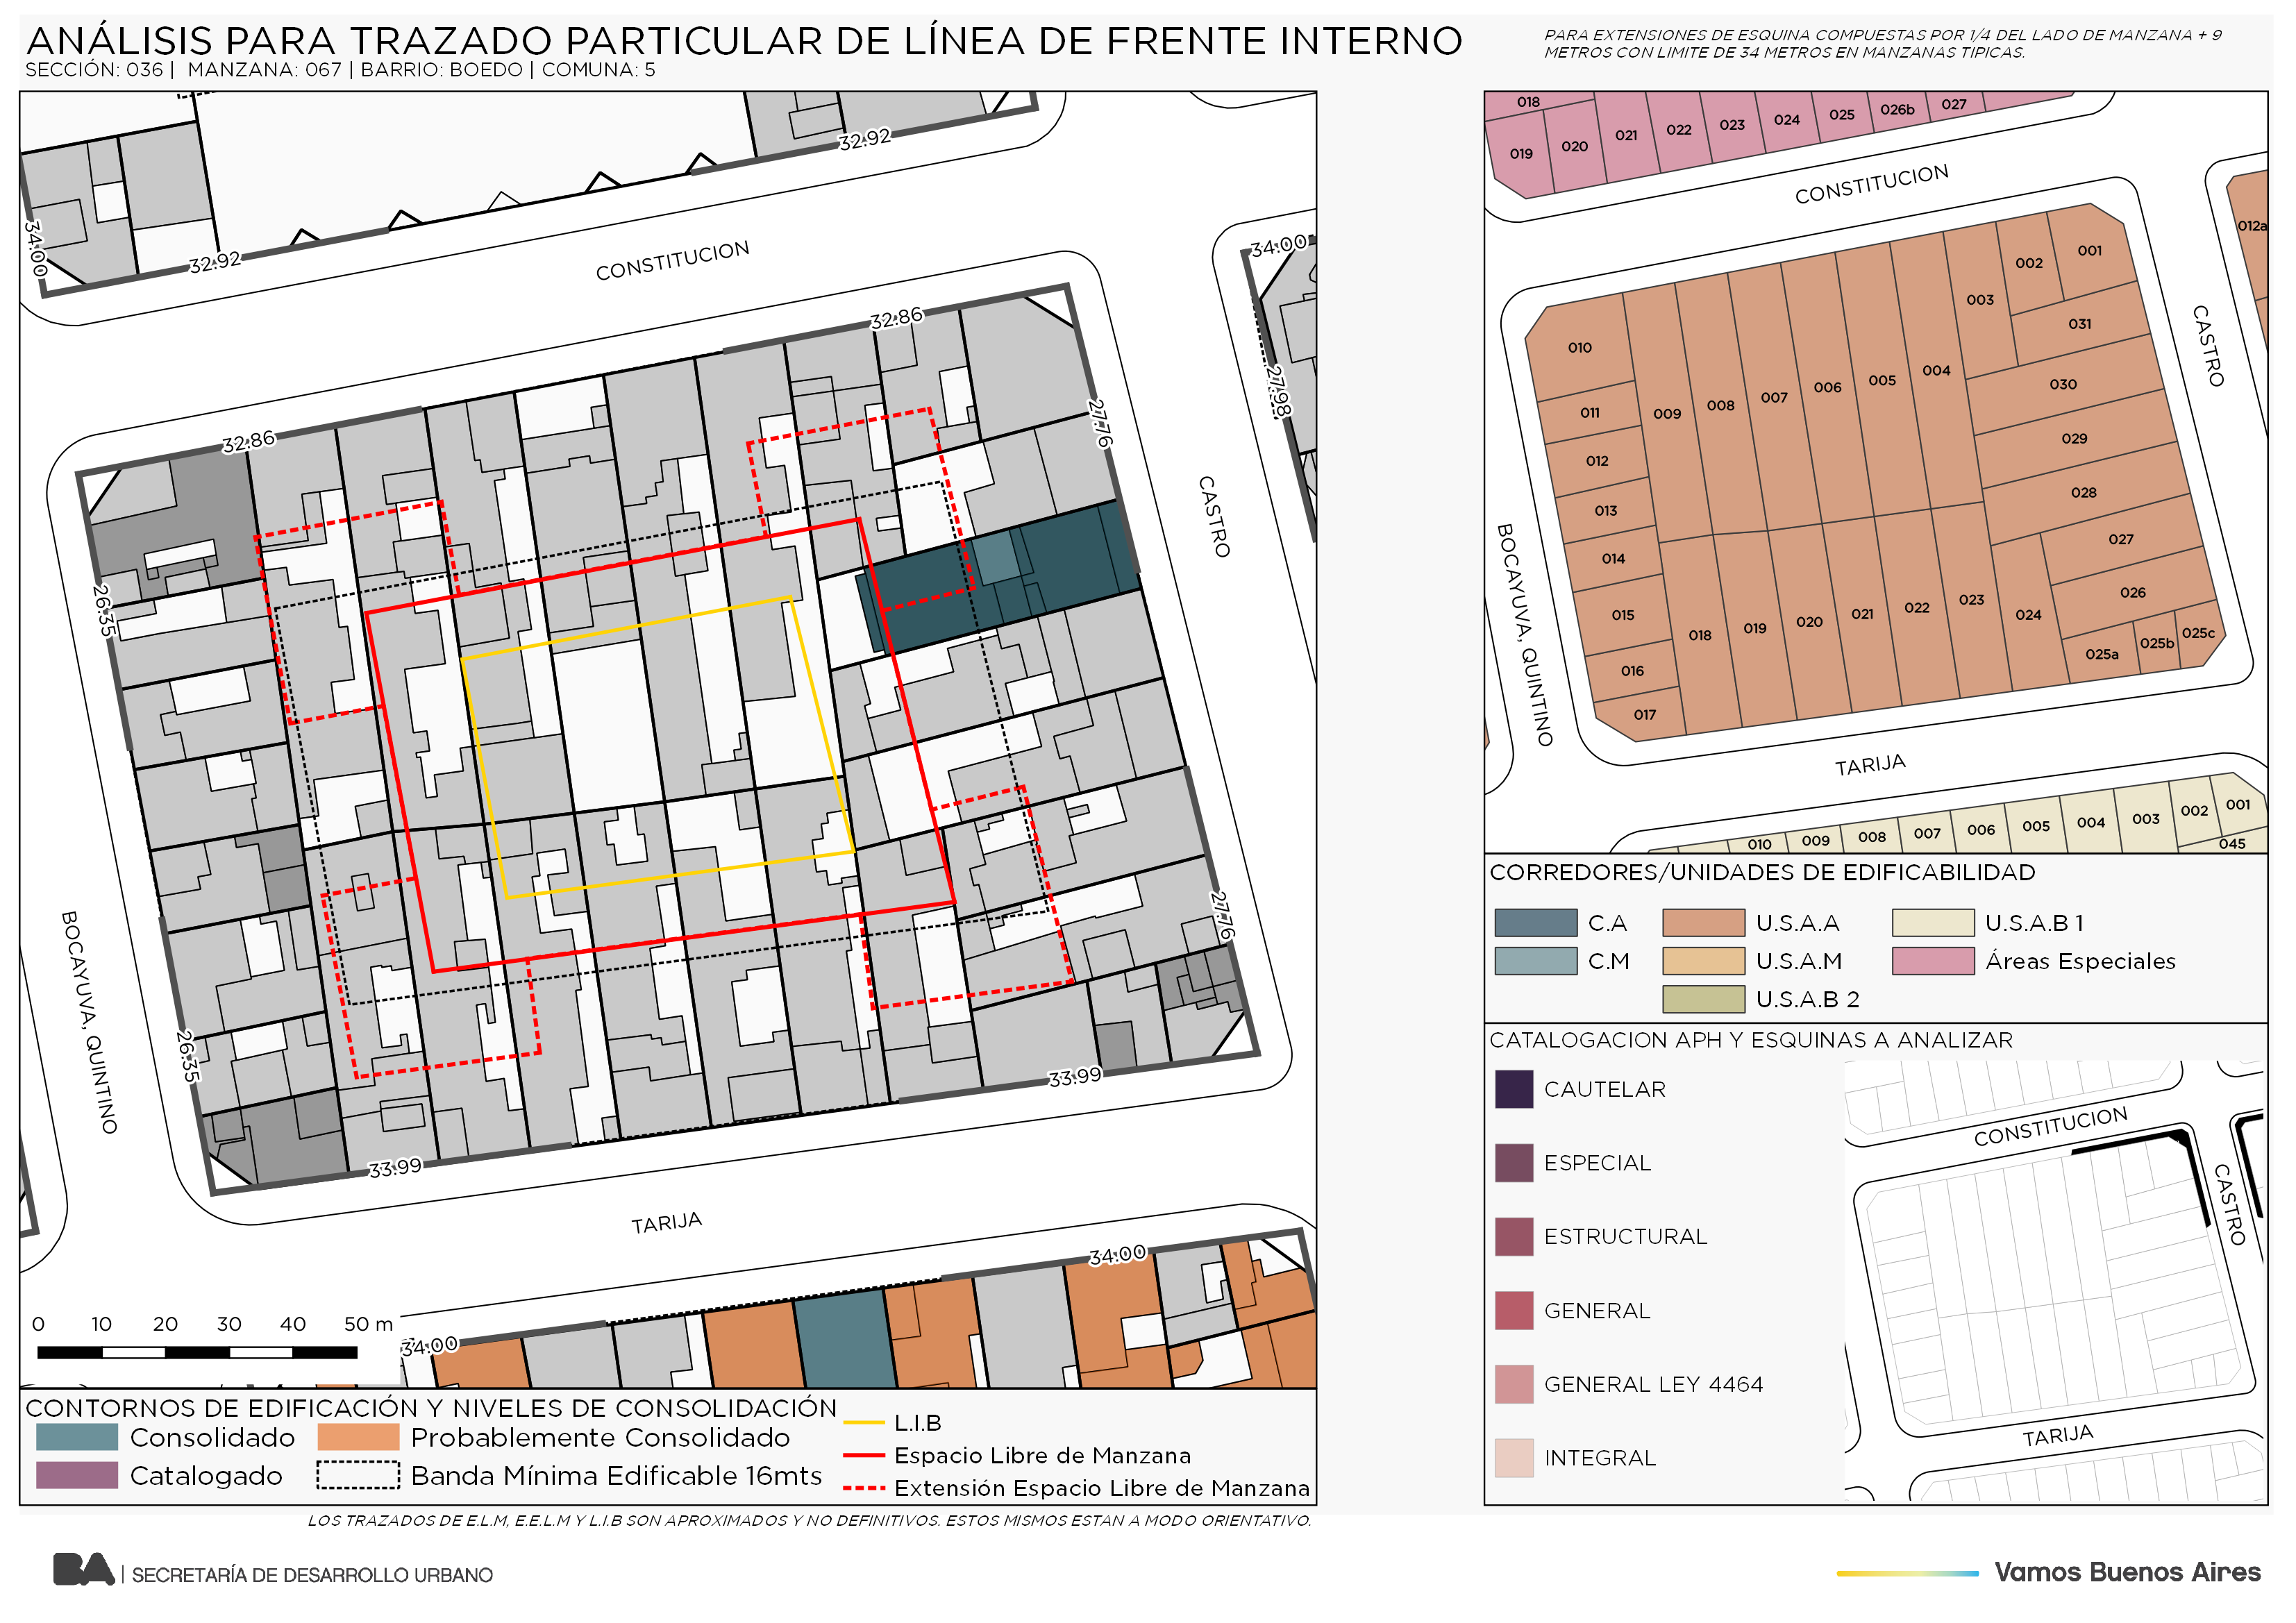 ANÁLISIS PARA TRAZADO PARTICULAR DE LÍNEA DE FRENTE INTERNO
SECCIÓN: 036 | MANZANA: 067 | BARRIO: BOEDO | COMUNA: 5
PARA EXTENSIONES DE ESQUINA COMPUESTAS POR 1/4 DEL LADO DE MANZANA + 9
METROS CON LIMITE DE 34 METROS EN MANZANAS TIPICAS.
32.92
34.00
32.92
CONSTITUCION
34.00
32.86
27.98
27.76
32.86
CASTRO
26.35
BOCAYUVA, QUINTINO
27.76
26.35
33.99
33.99
TARIJA
34.00
34.00
0 10 20 30 40 50 m
CONTORNOS DE EDIFICACIÓN Y NIVELES DE CONSOLIDACIÓN
Consolidado
Probablemente Consolidado
Catalogado
Banda Mínima Edificable 16mts
L.I.B
Espacio Libre de Manzana
Extensión Espacio Libre de Manzana
LOS TRAZADOS DE E.L.M, E.E.L.M Y L.I.B SON APROXIMADOS Y NO DEFINITIVOS. ESTOS MISMOS ESTAN A MODO ORIENTATIVO.
018
019
020
021
022
023
024
025
026b
027
CONSTITUCION
012a
001
002
003
031
004
005
006
007
008
009
010
011
012
013
014
015
016
017
030
029
028
027
026
025a
025b
025c
024
023
022
021
020
019
018
CASTRO
BOCAYUVA, QUINTINO
TARIJA
010
009
008
007
006
005
004
003
002
001
045
CORREDORES/UNIDADES DE EDIFICABILIDAD
C.A
U.S.A.A
U.S.A.B 1
C.M
U.S.A.M
Áreas Especiales
U.S.A.B 2
CATALOGACION APH Y ESQUINAS A ANALIZAR
CAUTELAR
ESPECIAL
ESTRUCTURAL
GENERAL
GENERAL LEY 4464
INTEGRAL
CONSTITUCION
CASTRO
TARIJA
BA | SECRETARÍA DE DESARROLLO URBANO
Vamos Buenos Aires